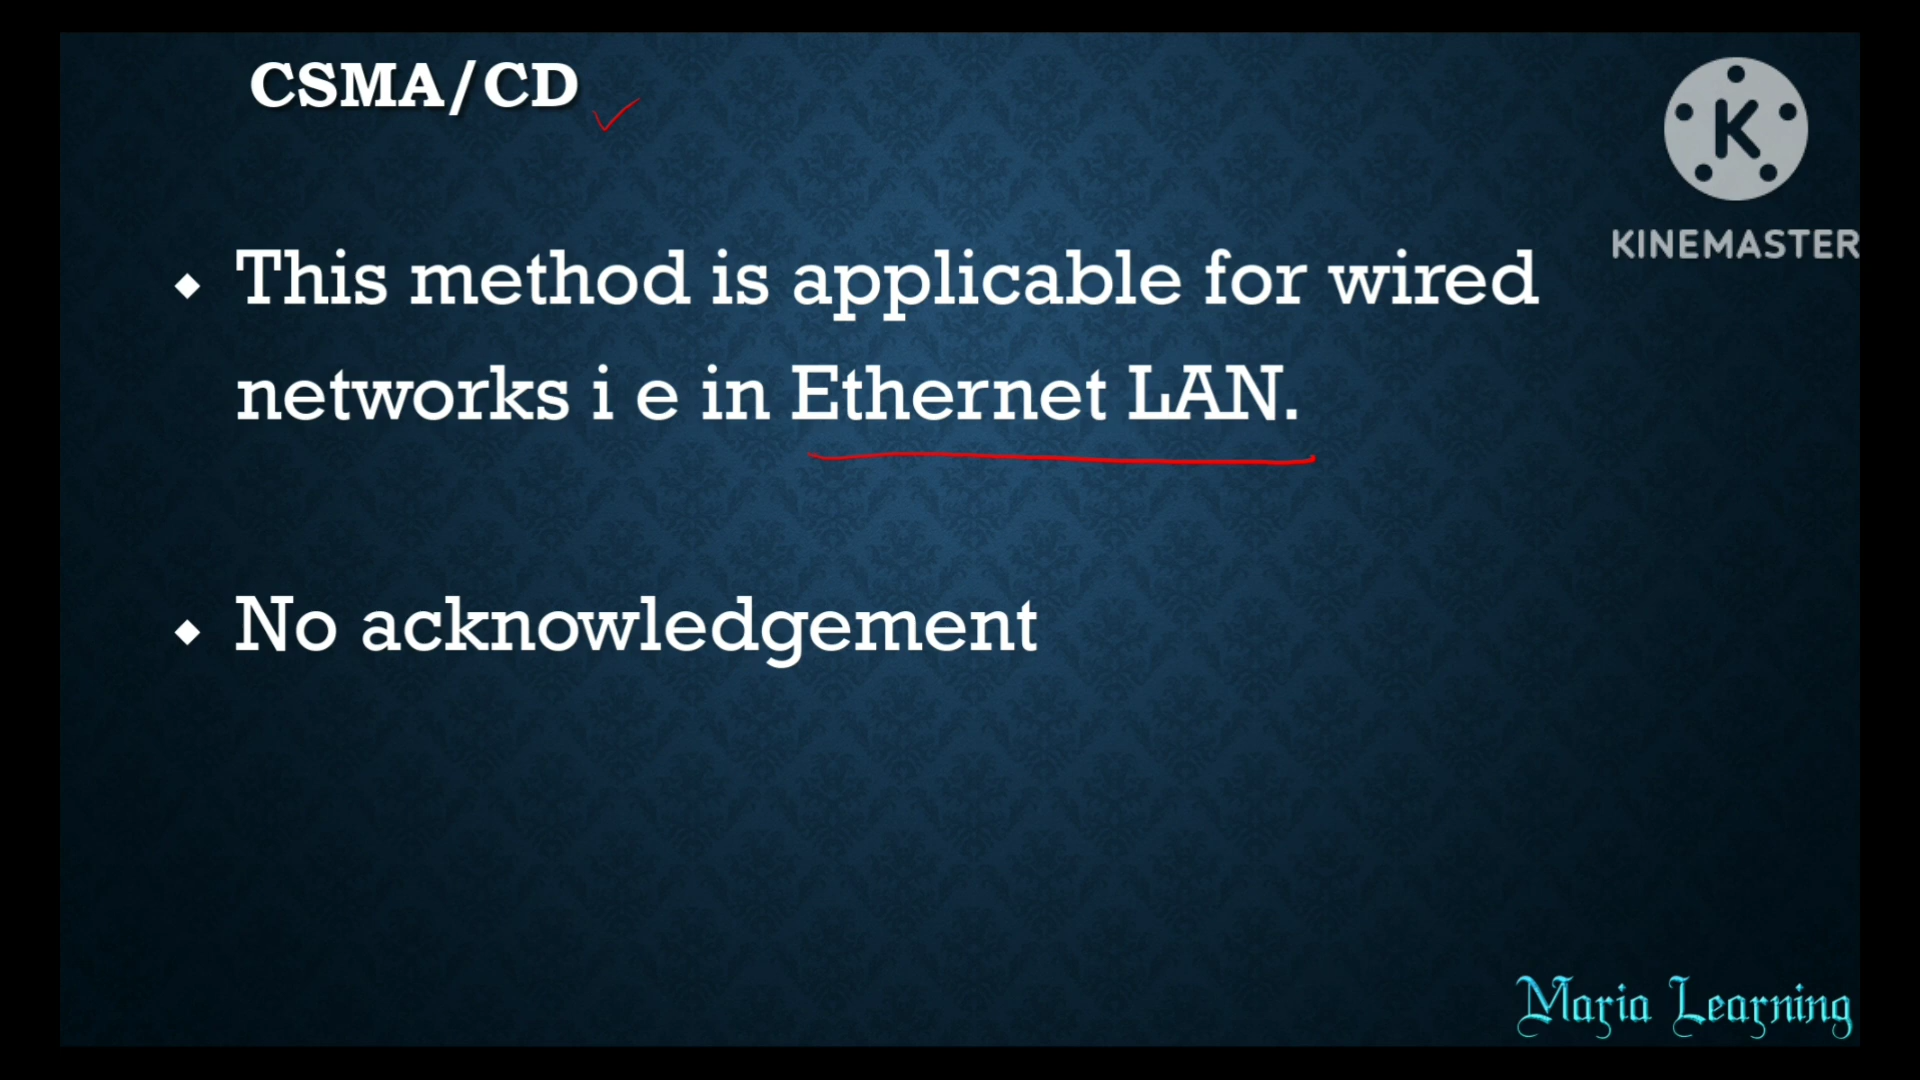 CSMA/CD
K
KINEMASTER
This method is applicable for wired
networks i e in Ethernet LAN.
No acknowledgement
Maria Learning